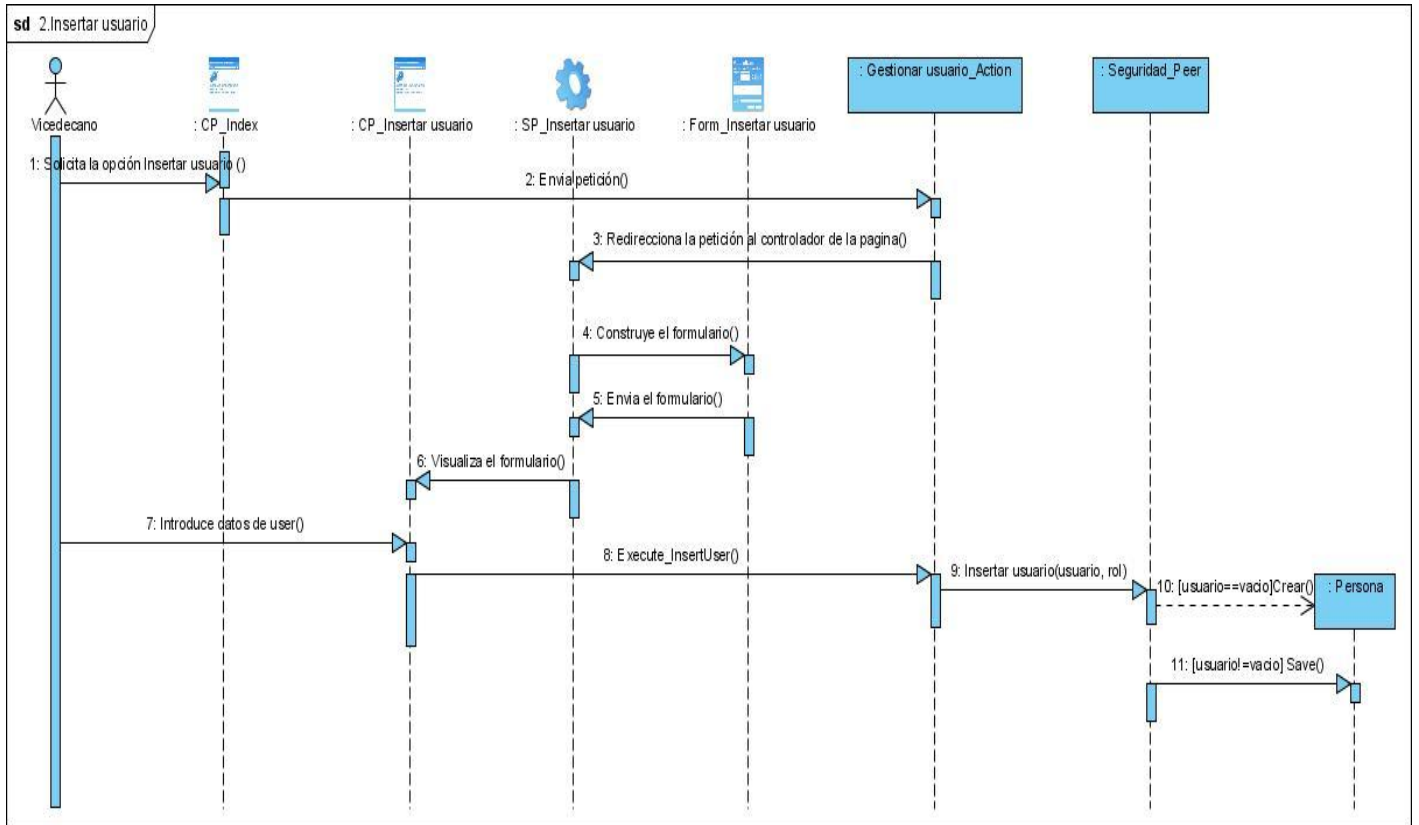 sd 2.Insertar usuario
: Gestionar usuario_Action
: Seguridad_Peer
Vicedecano
: CP_Index
: CP_Insertar usuario
: SP_Insertar usuario
: Form_Insertar usuario
1: Solicita la opción Insertar usuario ()
2: Envia petición()
3: Redirecciona la petición al controlador de la pagina()
4: Construye el formulario()
5: Envia el formulario()
6: Visualiza el formulario()
7: Introduce datos de user()
8: Execute_InsertUser()
9: Insertar usuario(usuario, rol)
10: [usuario==vacio]Crear()
: Persona
11: [usuario!=vacio] Save()